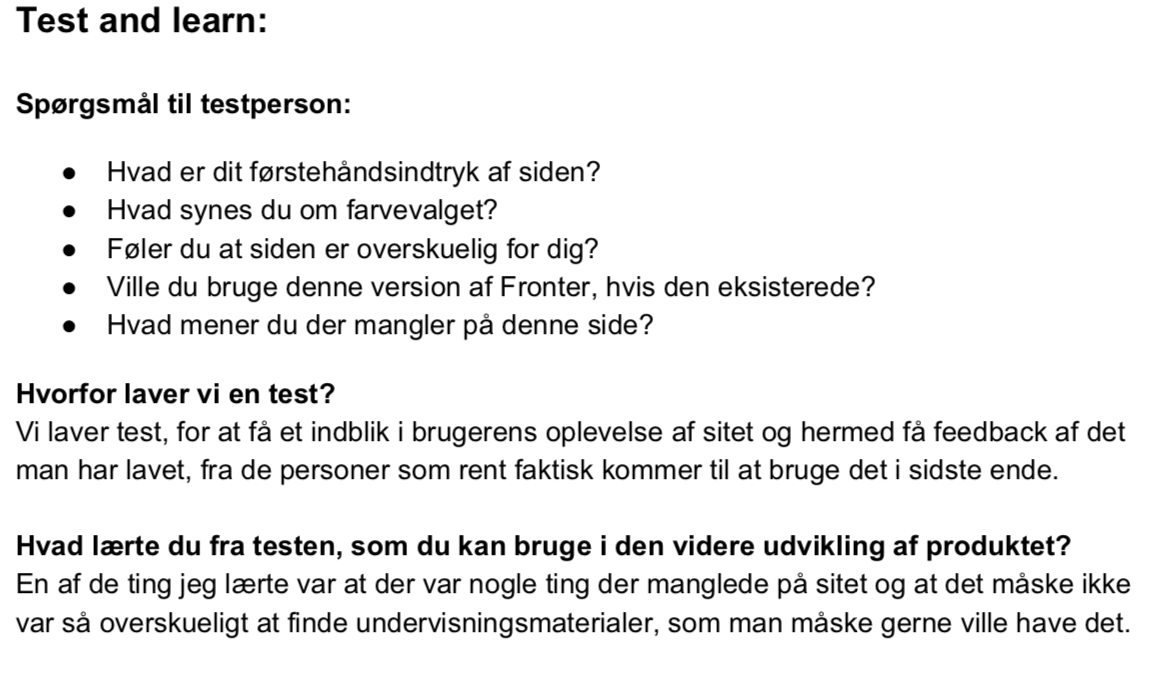 Test and learn:
Spørgsmål til testperson:
● Hvad er dit førstehåndsindtryk af siden?
● Hvad synes du om farvevalget?
● Føler du at siden er overskuelig for dig?
● Ville du bruge denne version af Fronter, hvis den eksisterede?
● Hvad mener du der mangler på denne side?
Hvorfor laver vi en test?
Vi laver test, for at få et indblik i brugerens oplevelse af sitet og hermed få feedback af det
man har lavet, fra de personer som rent faktisk kommer til at bruge det i sidste ende.
Hvad lærte du fra testen, som du kan bruge i den videre udvikling af produktet?
En af de ting jeg lærte var at der var nogle ting der manglede på sitet og at det måske ikke
var så overskueligt at finde undervisningsmaterialer, som man måske gerne ville have det.